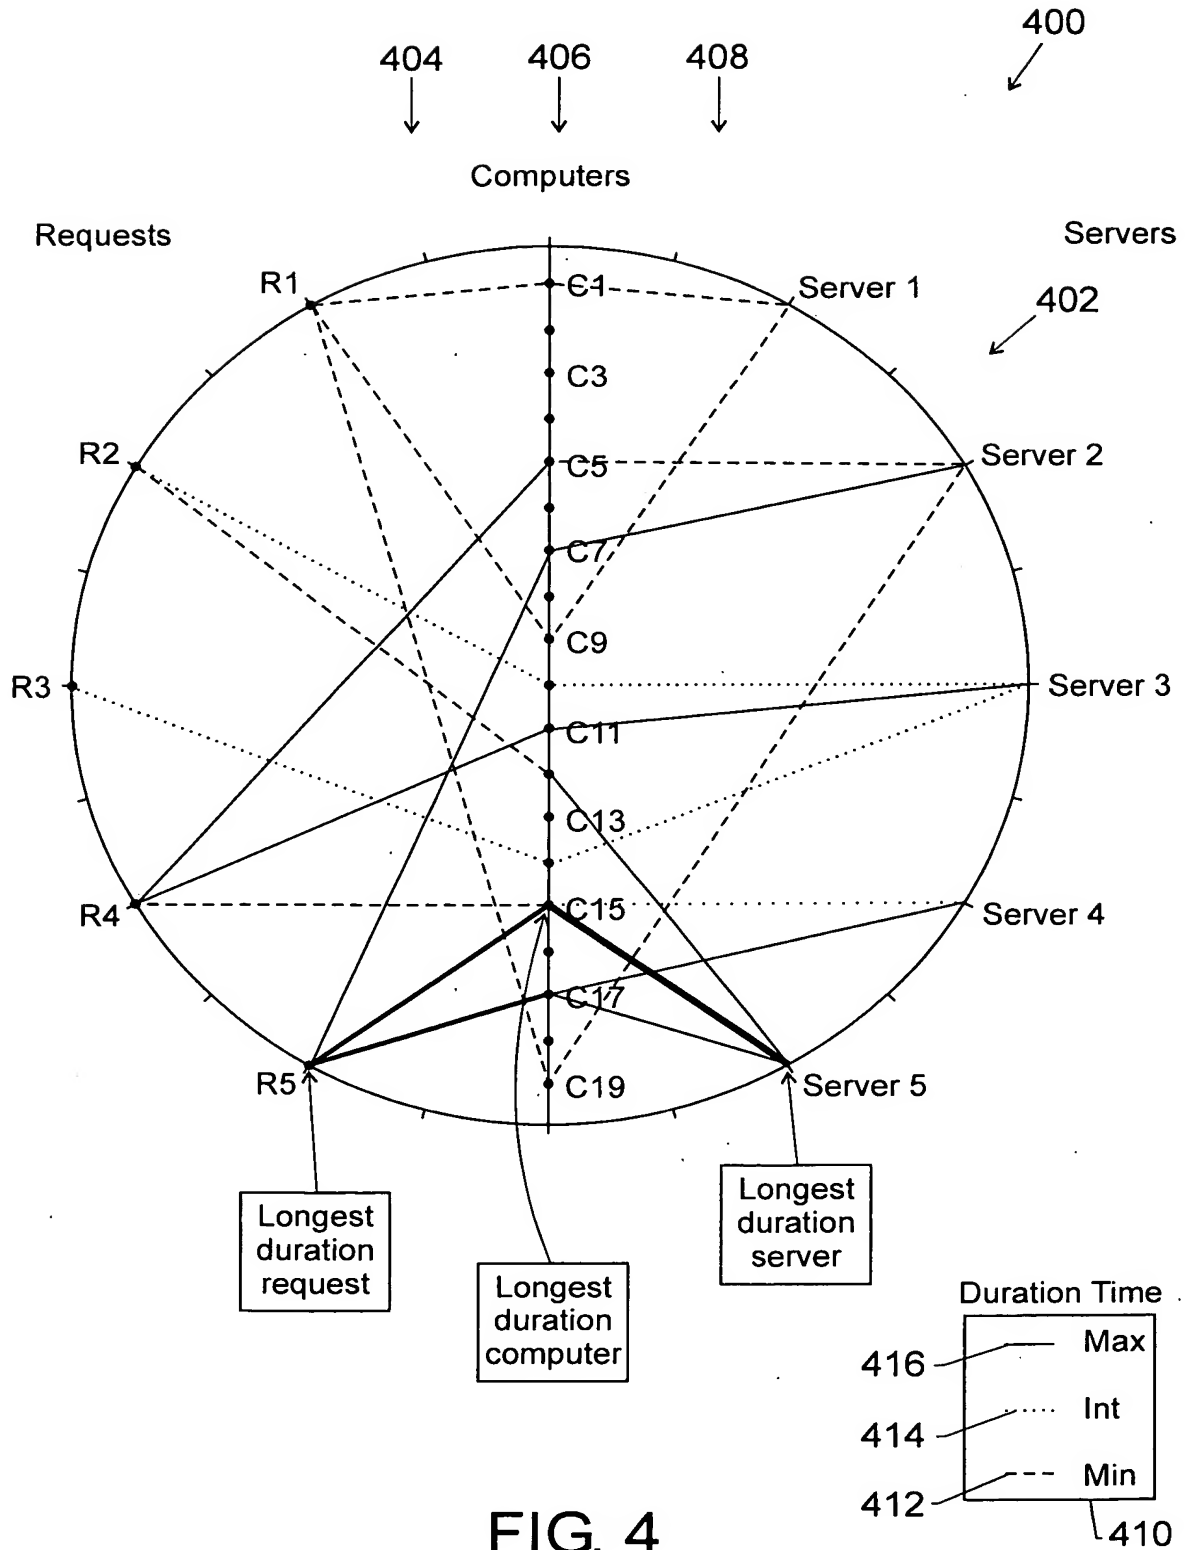 400
404 406 408
Computers
Requests
Servers
R1
C1
Server 1
402
C3
R2
C5
Server 2
C7
C9
R3
Server 3
C11
C13
R4
C15
Server 4
C17
R5
C19
Server 5
Longest
duration
request
Longest
duration
computer
Longest
duration
server
Duration Time
416
Max
414
Int
412
Min
410
FIG. 4